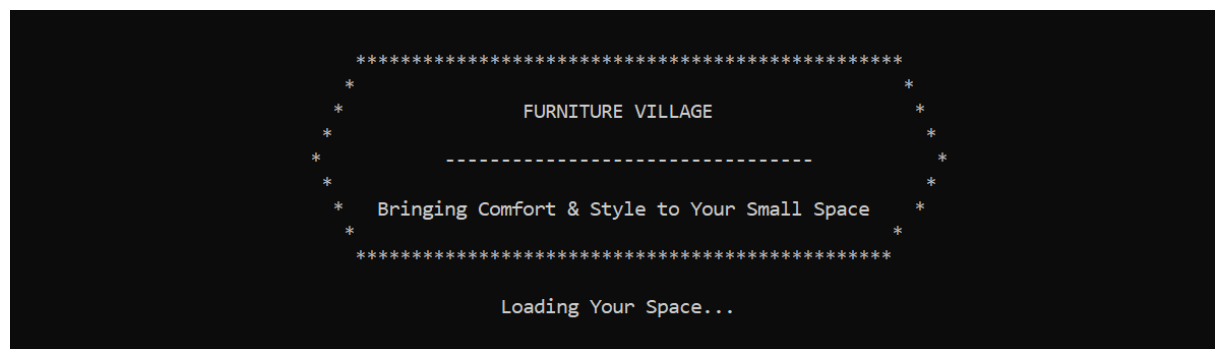 FURNITURE VILLAGE
---------------------------------
Bringing Comfort & Style to Your Small Space
Loading Your Space...